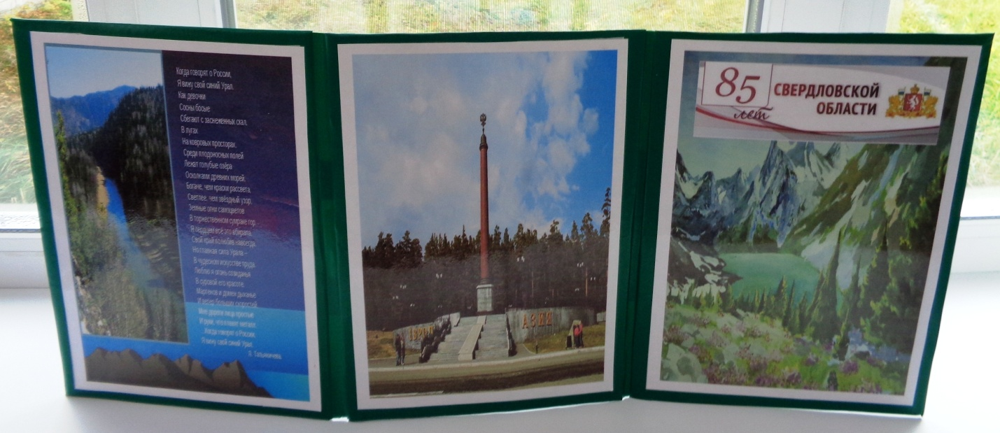 Когда говорят о России,
Я вижу свой синий Урал.
Как девочки
Сосны босые
Сбегают с заснеженных скал.
В лугах
На ковровых просторах,
Среди плодоносных полей
Лежат голубые озёра
Осколками древних морей.
Богаче, чем краски рассвета,
Светлее, чем звёздный узор,
Земные огни самоцветов
В торжественном сумраке гор.
Я сердцем всё это вбирала,
Свой край полюбив навсегда.
Но главная сила Урала –
В чудесном искусстве труда.
Люблю я огонь созиданья
В суровой его красоте,
Мартенов и домен дыханье
И ветер больших скоростей.
Мне дороги лица простые
И руки, что плавят металл.
Когда говорят о России,
Я вижу свой синий Урал.
Л. Татьяничева
АЗИЯ
85
лет
СВЕРДЛОВСКОЙ
ОБЛАСТИ